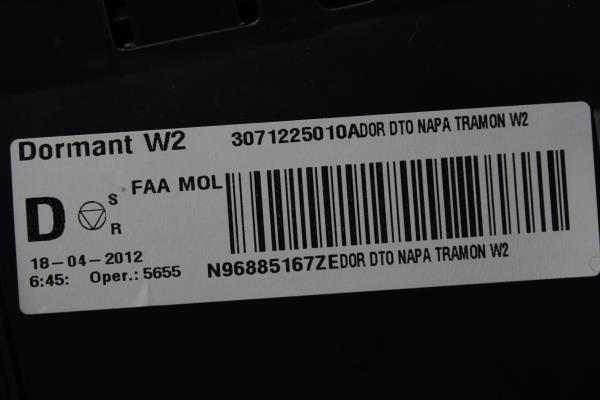 Dormant W2 3071225010ADOR DTO NAPA TRAMON W2
D S R FAA MOL
18-04-2012
6:45: Oper.: 5655 N96885167ZEDOR DTO NAPA TRAMON W2